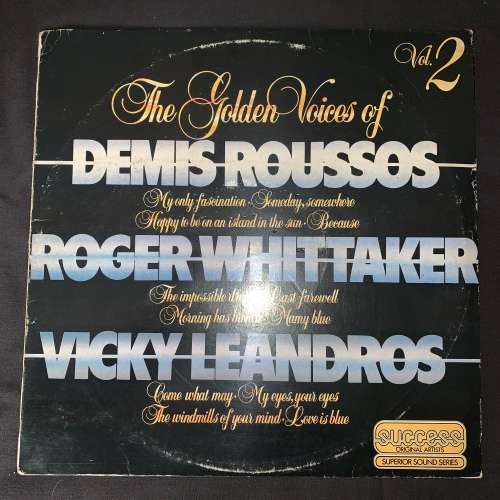 Vol. 2
The Golden Voices of
DEMIS ROUSSOS
My only fascination · Someday, somewhere
Happy to be on an island in the sun · Because
ROGER WHITTAKER
The impossible Last farewell
Morning has Mamy blue
VICKY LEANDROS
Come what may · My eyes, your eyes
The windmills of your mind · Love is blue
success
ORIGINAL ARTISTS
SUPERIOR SOUND SERIES